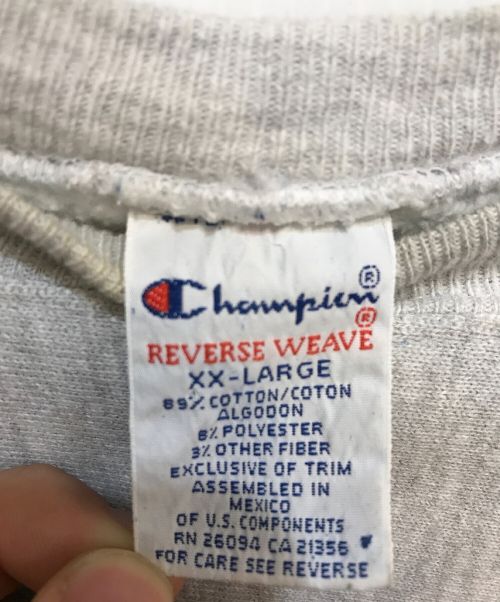 Champion®
REVERSE WEAVE®
XX-LARGE
89% COTTON/COTON
ALGODON
8% POLYESTER
3% OTHER FIBER
EXCLUSIVE OF TRIM
ASSEMBLED IN
MEXICO
OF U.S. COMPONENTS
RN 26094 CA 21356
FOR CARE SEE REVERSE